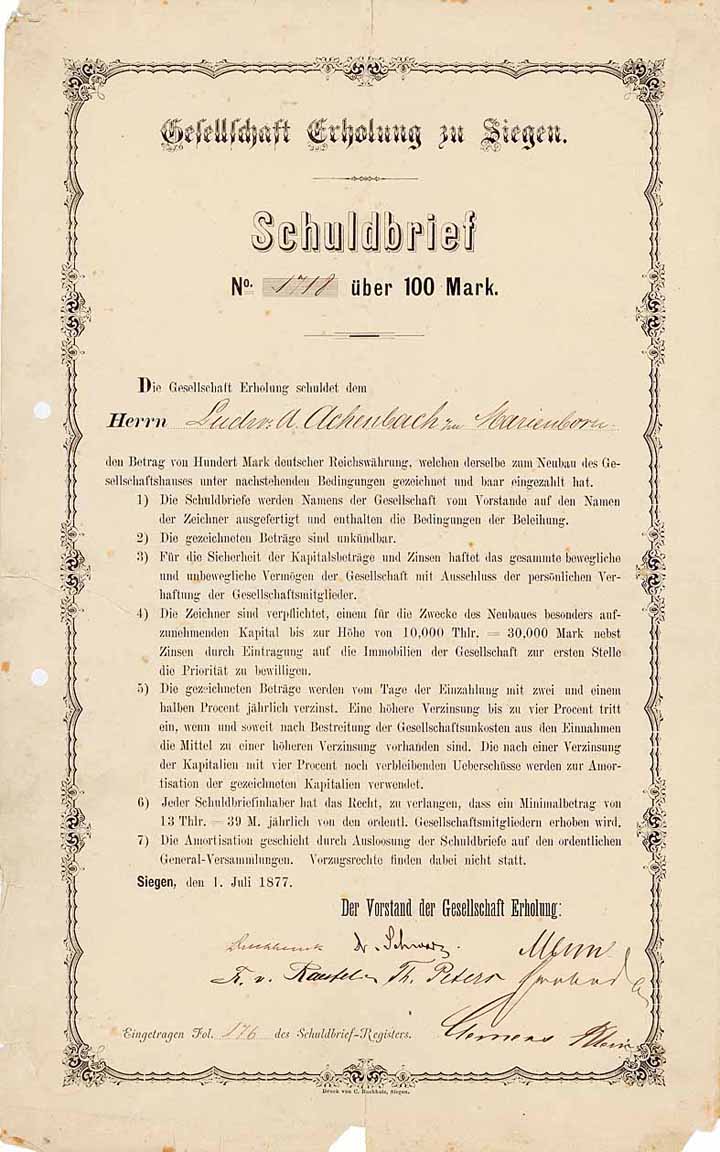 Gesellschaft Erholung zu Siegen.
Schuldbrief
No. 1718 über 100 Mark.
Die Gesellschaft Erholung schuldet dem
Herrn Ludw. A. Achenbach zu Marienborn
den Betrag von Hundert Mark deutscher Reichswährung, welchen derselbe zum Neubau des Ge-
sellschaftshauses unter nachstehenden Bedingungen gezeichnet und baar eingezahlt hat.
1) Die Schuldbriefe werden Namens der Gesellschaft vom Vorstande auf den Namen
der Zeichner ausgefertigt und enthalten die Bedingungen der Beleihung.
2) Die gezeichneten Beträge sind unkündbar.
3) Für die Sicherheit der Kapitalsbeträge und Zinsen haftet das gesammte bewegliche
und unbewegliche Vermögen der Gesellschaft mit Ausschluss der persönlichen Ver-
haftung der Gesellschaftsmitglieder.
4) Die Zeichner sind verpflichtet, einem für die Zwecke des Neubaues besonders auf-
zunehmenden Kapital bis zur Höhe von 10,000 Thlr. = 30,000 Mark nebst
Zinsen durch Eintragung auf die Immobilien der Gesellschaft zur ersten Stelle
die Priorität zu bewilligen.
5) Die gezeichneten Beträge werden vom Tage der Einzahlung mit zwei und einem
halben Procent jährlich verzinst. Eine höhere Verzinsung bis zu vier Procent tritt
ein, wenn und soweit nach Bestreitung der Gesellschaftsunkosten aus den Einnahmen
die Mittel zu einer höheren Verzinsung vorhanden sind. Die nach einer Verzinsung
der Kapitalien mit vier Procent noch verbleibenden Ueberschüsse werden zur Amor-
tisation der gezeichneten Kapitalien verwendet.
6) Jeder Schuldbriefinhaber hat das Recht, zu verlangen, dass ein Minimalbetrag von
13 Thlr. = 39 M. jährlich von den ordentl. Gesellschaftsmitgliedern erhoben wird.
7) Die Amortisation geschieht durch Ausloosung der Schuldbriefe auf den ordentlichen
General-Versammlungen. Vorzugsrechte finden dabei nicht statt.
Siegen, den 1. Juli 1877.
Der Vorstand der Gesellschaft Erholung:
Schwarz.
F. v. Th. Peters
Clemens Klein
Eingetragen Fol. 176 des Schuldbrief-Registers.
Druck von C. Buchholz, Siegen.